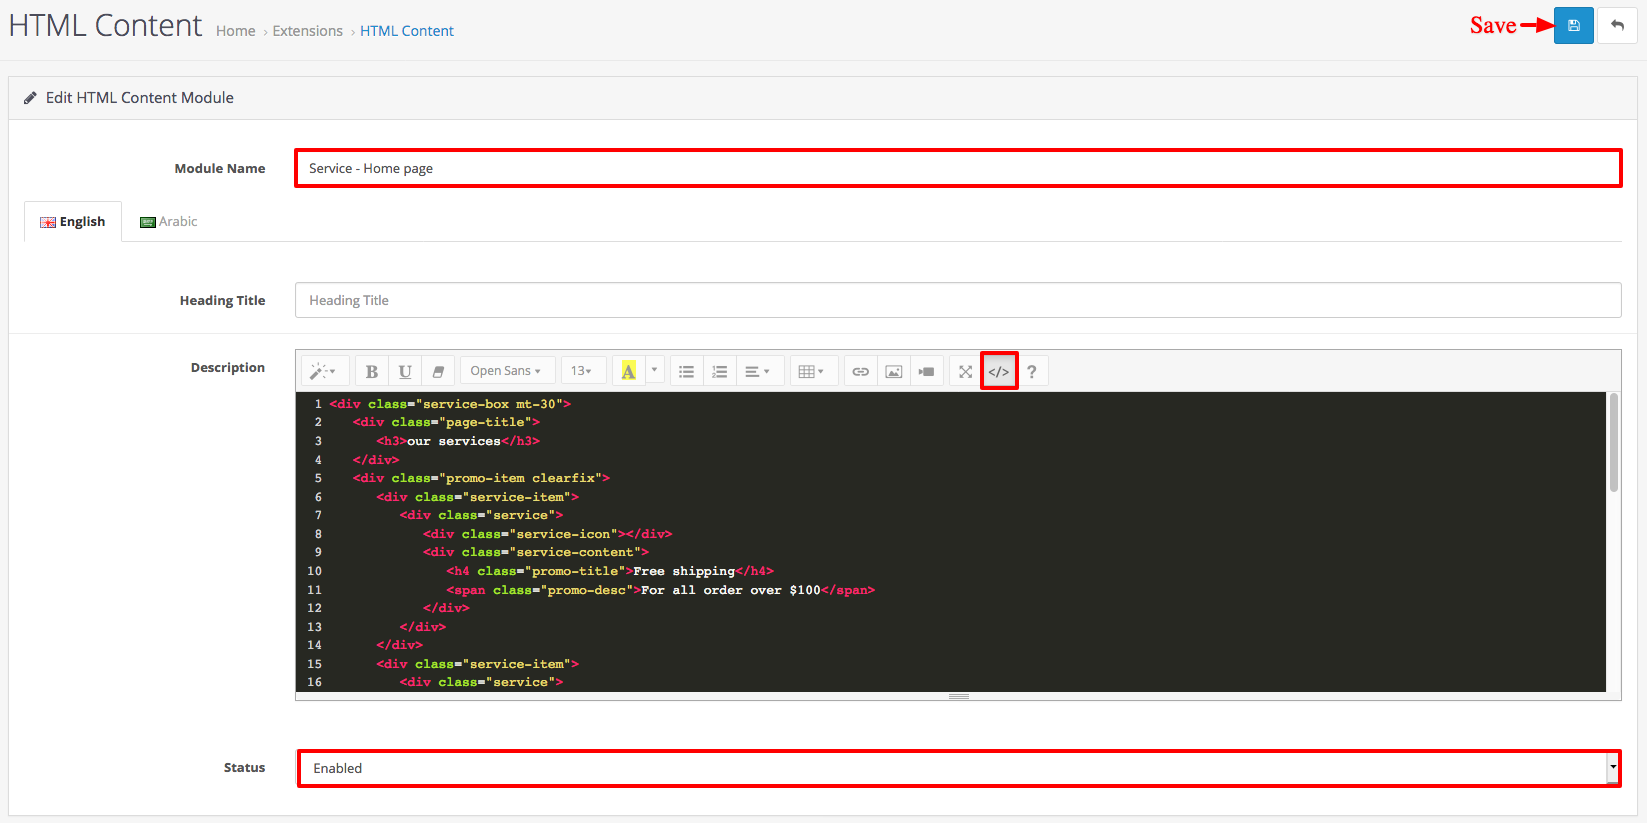 HTML Content Home › Extensions › HTML Content
Save
Edit HTML Content Module
Module Name Service - Home page
English Arabic
Heading Title Heading Title
Description
B U Open Sans 13 A </> ?
1 <div class="service-box mt-30">
2 <div class="page-title">
3 <h3>our services</h3>
4 </div>
5 <div class="promo-item clearfix">
6 <div class="service-item">
7 <div class="service">
8 <div class="service-icon"></div>
9 <div class="service-content">
10 <h4 class="promo-title">Free shipping</h4>
11 <span class="promo-desc">For all order over $100</span>
12 </div>
13 </div>
14 </div>
15 <div class="service-item">
16 <div class="service">
Status Enabled